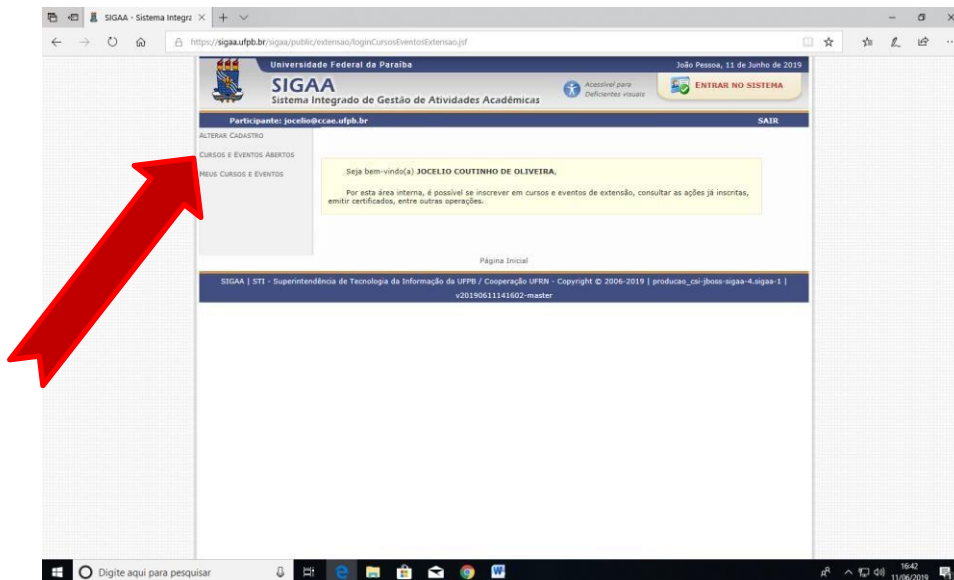 SIGAA - Sistema Integra
https://sigaa.ufpb.br/sigaa/public/extensao/loginCursosEventosExtensao.jsf
Universidade Federal da Paraíba
João Pessoa, 11 de Junho de 2019
SIGAA
Sistema Integrado de Gestão de Atividades Acadêmicas
Acessível para
Deficientes visuais
ENTRAR NO SISTEMA
Participante: jocelio@ccae.ufpb.br
SAIR
ALTERAR CADASTRO
CURSOS E EVENTOS ABERTOS
MEUS CURSOS E EVENTOS
Seja bem-vindo(a) JOCELIO COUTINHO DE OLIVEIRA,
Por esta área interna, é possível se inscrever em cursos e eventos de extensão, consultar as ações já inscritas,
emitir certificados, entre outras operações.
Página Inicial
SIGAA | STI - Superintendência de Tecnologia da Informação da UFPB / Cooperação UFRN - Copyright © 2006-2019 | producao_csi-jboss-sigaa-4.sigaa-1 |
v20190611141602-master
Digite aqui para pesquisar
16:42
11/06/2019